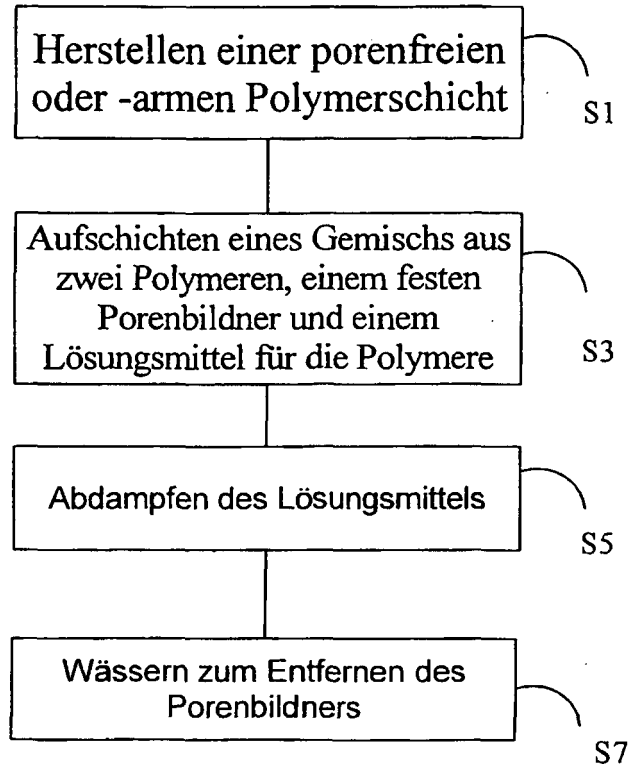 Herstellen einer porenfreien
oder -armen Polymerschicht
S1
Aufschichten eines Gemischs aus
zwei Polymeren, einem festen
Porenbildner und einem
Lösungsmittel für die Polymere
S3
Abdampfen des Lösungsmittels
S5
Wässern zum Entfernen des
Porenbildners
S7